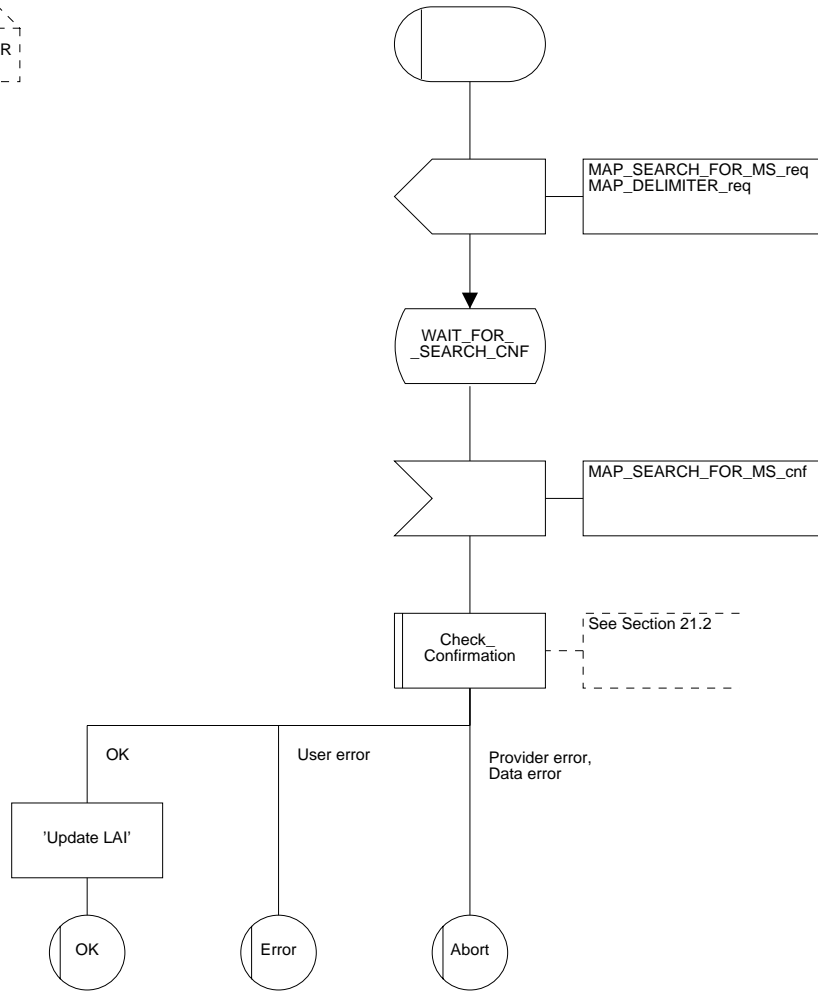 R
MAP_SEARCH_FOR_MS_req
MAP_DELIMITER_req
WAIT_FOR_
_SEARCH_CNF
MAP_SEARCH_FOR_MS_cnf
Check_
Confirmation
See Section 21.2
OK
User error
Provider error,
Data error
'Update LAI'
OK
Error
Abort